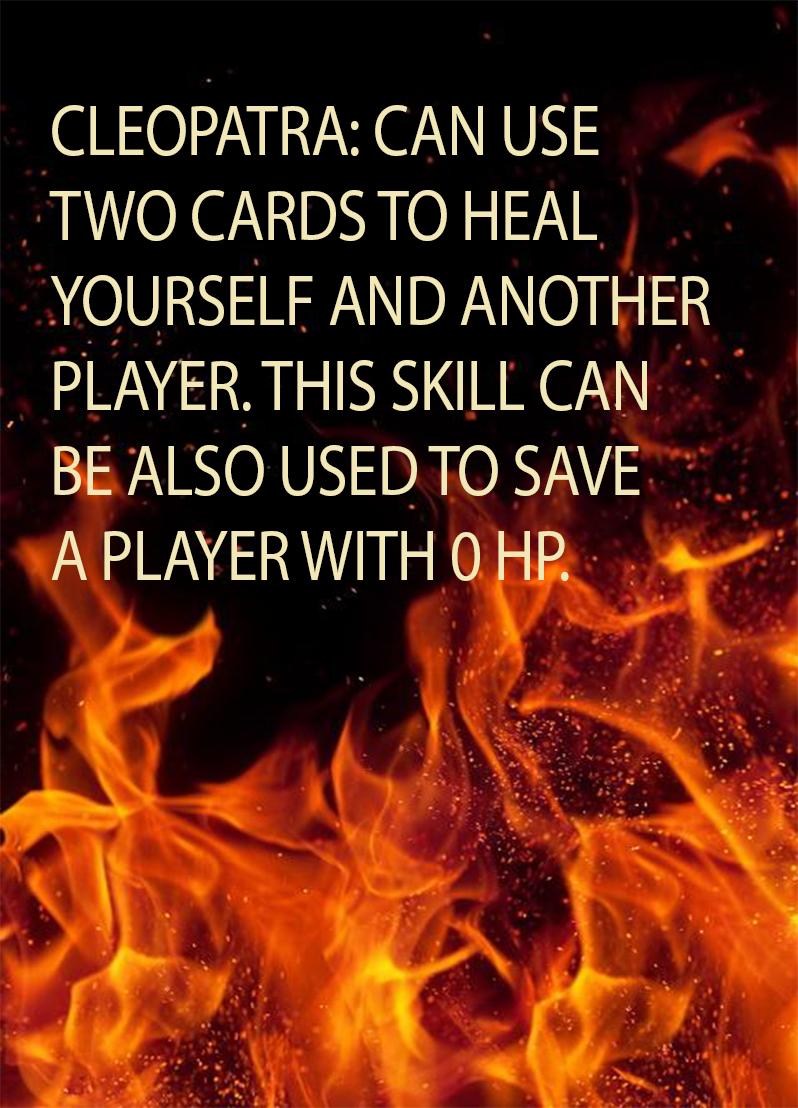 CLEOPATRA: CAN USE
TWO CARDS TO HEAL
YOURSELF AND ANOTHER
PLAYER. THIS SKILL CAN
BE ALSO USED TO SAVE
A PLAYER WITH 0 HP.